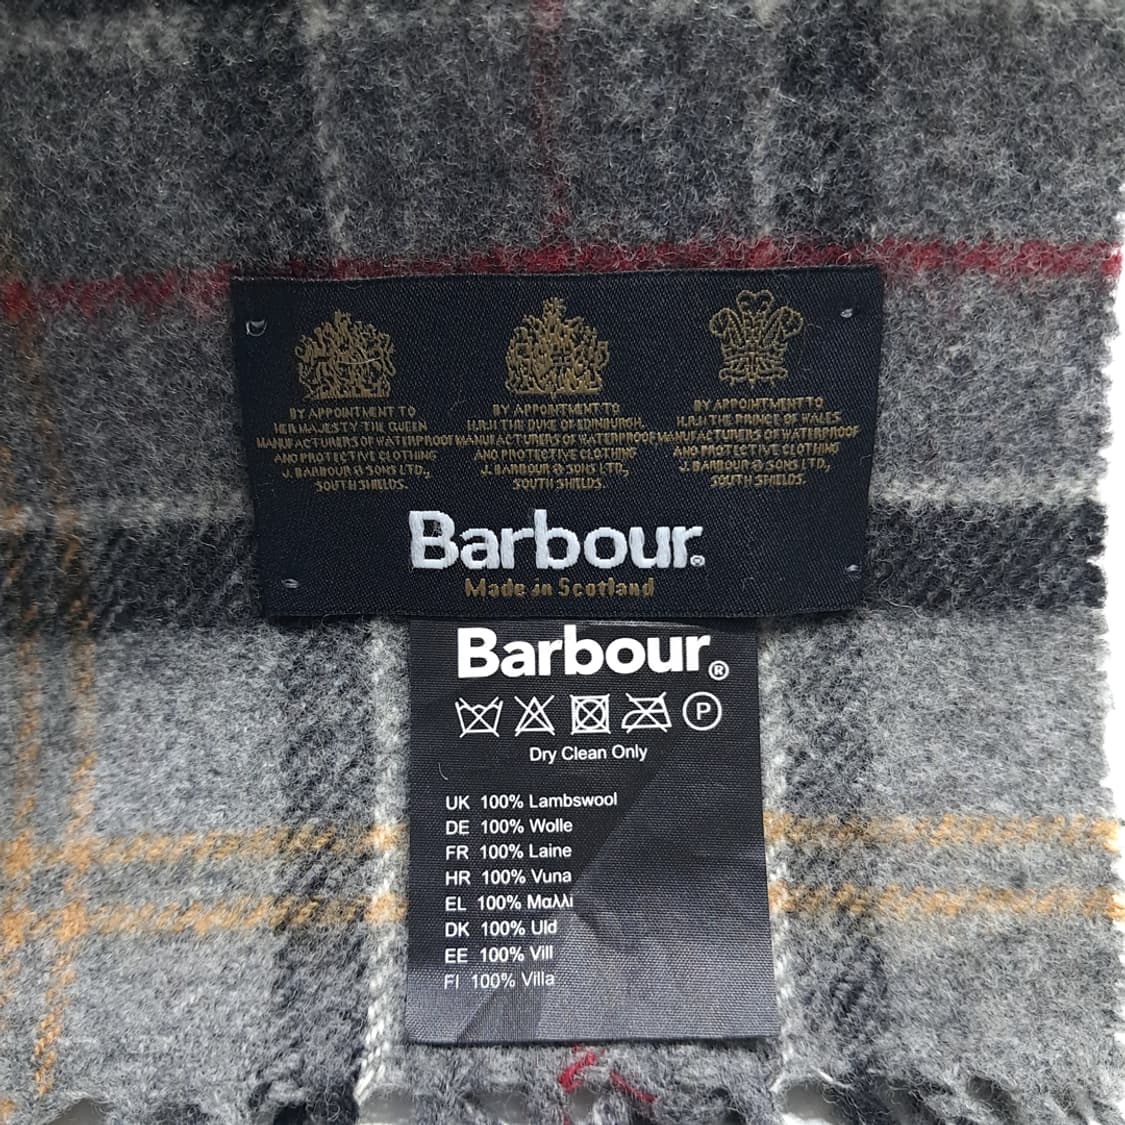 BY APPOINTMENT TO
HER MAJESTY THE QUEEN
MANUFACTURERS OF WATERPROOF
AND PROTECTIVE CLOTHING
J. BARBOUR & SONS LTD.,
SOUTH SHIELDS.
BY APPOINTMENT TO
H.R.H THE DUKE OF EDINBURGH.
MANUFACTURERS OF WATERPROOF
AND PROTECTIVE CLOTHING
J. BARBOUR & SONS LTD,
SOUTH SHIELDS.
BY APPOINTMENT TO
H.R.H THE PRINCE OF WALES
MANUFACTURERS OF WATERPROOF
AND PROTECTIVE CLOTHING
J. BARBOUR & SONS LTD.,
SOUTH SHIELDS.
Barbour®
Made in Scotland
Barbour®
P
Dry Clean Only
UK 100% Lambswool
DE 100% Wolle
FR 100% Laine
HR 100% Vuna
EL 100% Μαλλί
DK 100% Uld
EE 100% Vill
FI 100% Villa